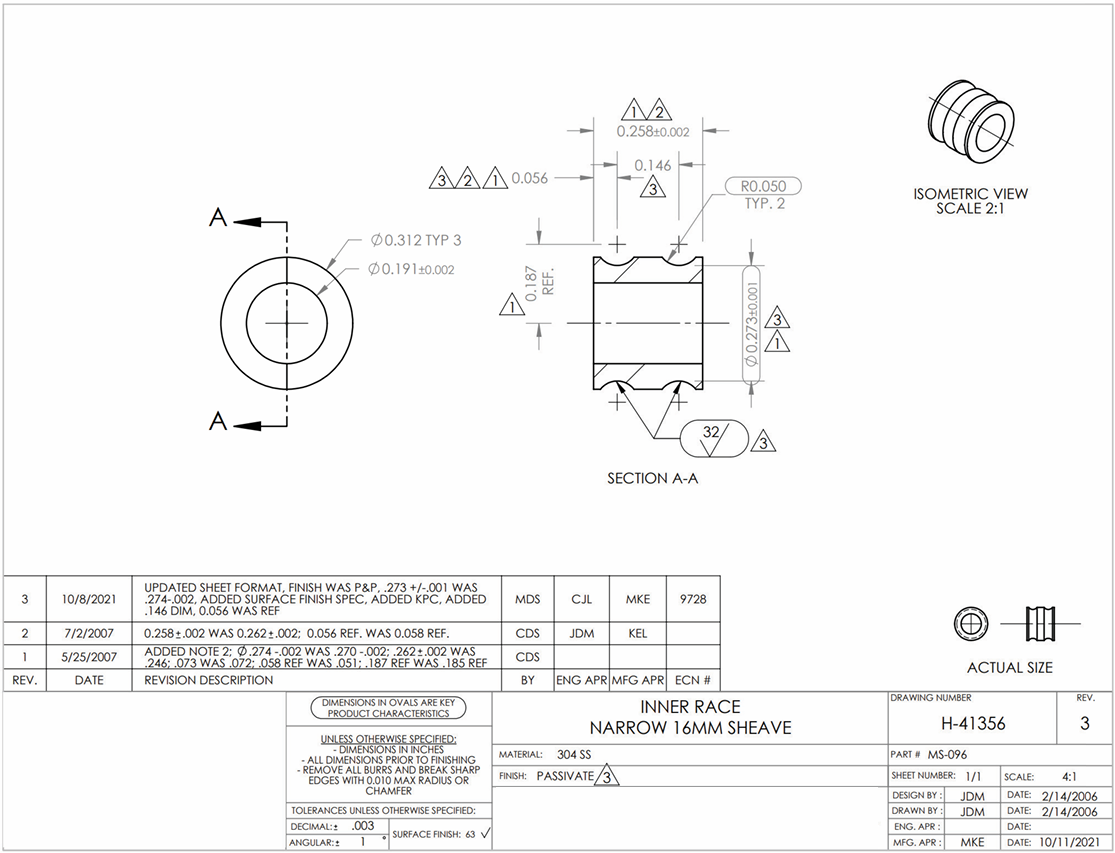 1 2
0.258±0.002
0.146
3 2 1 0.056
3
R0.050
TYP. 2
ISOMETRIC VIEW
SCALE 2:1
A
Ø0.312 TYP 3
Ø0.191±0.002
0.187
REF.
1
Ø0.273±0.001
3
1
A
32
3
SECTION A-A
ACTUAL SIZE
3 10/8/2021 UPDATED SHEET FORMAT, FINISH WAS P&P, .273 +/-.001 WAS
.274-.002, ADDED SURFACE FINISH SPEC, ADDED KPC, ADDED
.146 DIM, 0.056 WAS REF
MDS CJL MKE 9728
2 7/2/2007 0.258±.002 WAS 0.262±.002; 0.056 REF. WAS 0.058 REF. CDS JDM KEL
1 5/25/2007 ADDED NOTE 2; Ø.274 -.002 WAS .270 -.002; .262±.002 WAS
.246; .073 WAS .072; .058 REF WAS .051; .187 REF WAS .185 REF
CDS
REV. DATE REVISION DESCRIPTION BY ENG APR MFG APR ECN #
DIMENSIONS IN OVALS ARE KEY
PRODUCT CHARACTERISTICS
UNLESS OTHERWISE SPECIFIED:
- DIMENSIONS IN INCHES
- ALL DIMENSIONS PRIOR TO FINISHING
- REMOVE ALL BURRS AND BREAK SHARP
EDGES WITH 0.010 MAX RADIUS OR
CHAMFER
TOLERANCES UNLESS OTHERWISE SPECIFIED:
DECIMAL:± .003
ANGULAR:± 1 °
SURFACE FINISH: 63 √
INNER RACE
NARROW 16MM SHEAVE
MATERIAL: 304 SS
FINISH: PASSIVATE 3
DRAWING NUMBER
H-41356
REV.
3
PART # MS-096
SHEET NUMBER: 1/1 SCALE: 4:1
DESIGN BY : JDM DATE: 2/14/2006
DRAWN BY : JDM DATE: 2/14/2006
ENG. APR : DATE:
MFG. APR : MKE DATE: 10/11/2021